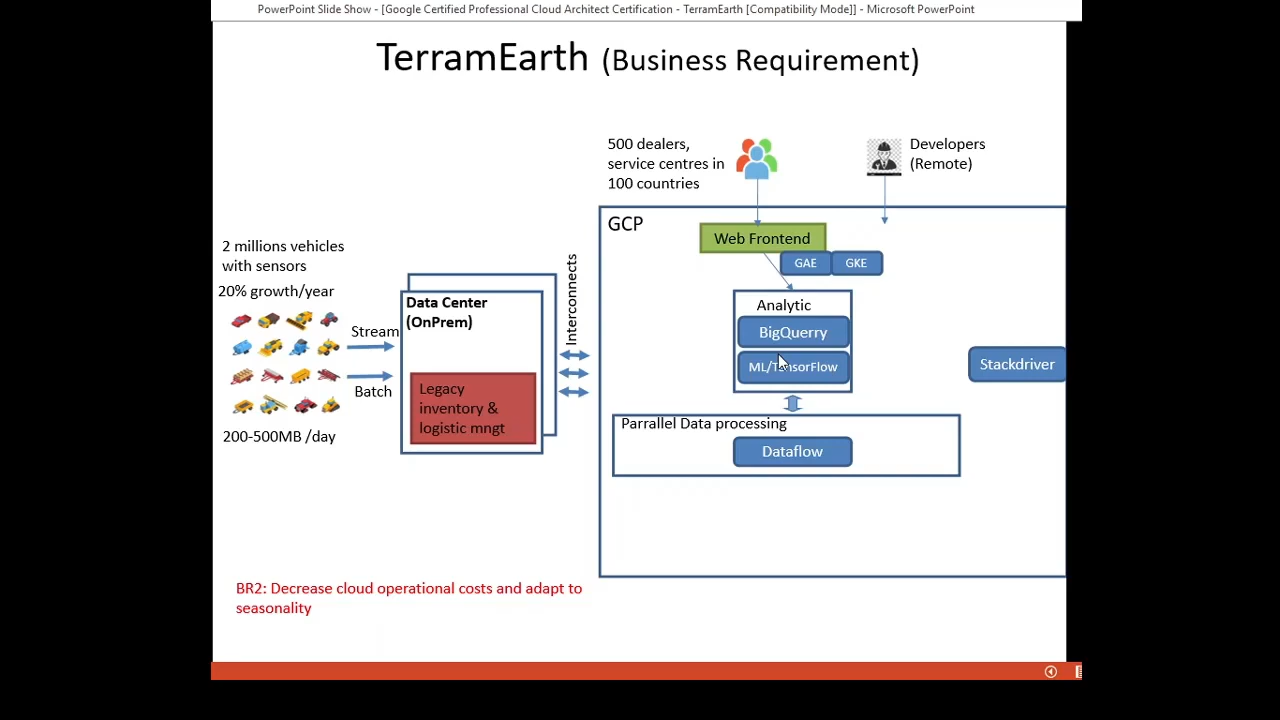 PowerPoint Slide Show - [Google Certified Professional Cloud Architect Certification - TerramEarth [Compatibility Mode]] - Microsoft PowerPoint
TerramEarth (Business Requirement)
500 dealers,
service centres in
100 countries
Developers
(Remote)
GCP
Web Frontend
GAE
GKE
2 millions vehicles
with sensors
20% growth/year
Stream
Batch
200-500MB /day
Data Center
(OnPrem)
Legacy
inventory &
logistic mngt
Interconnects
Analytic
BigQuerry
ML/TensorFlow
Stackdriver
Parrallel Data processing
Dataflow
BR2: Decrease cloud operational costs and adapt to
seasonality